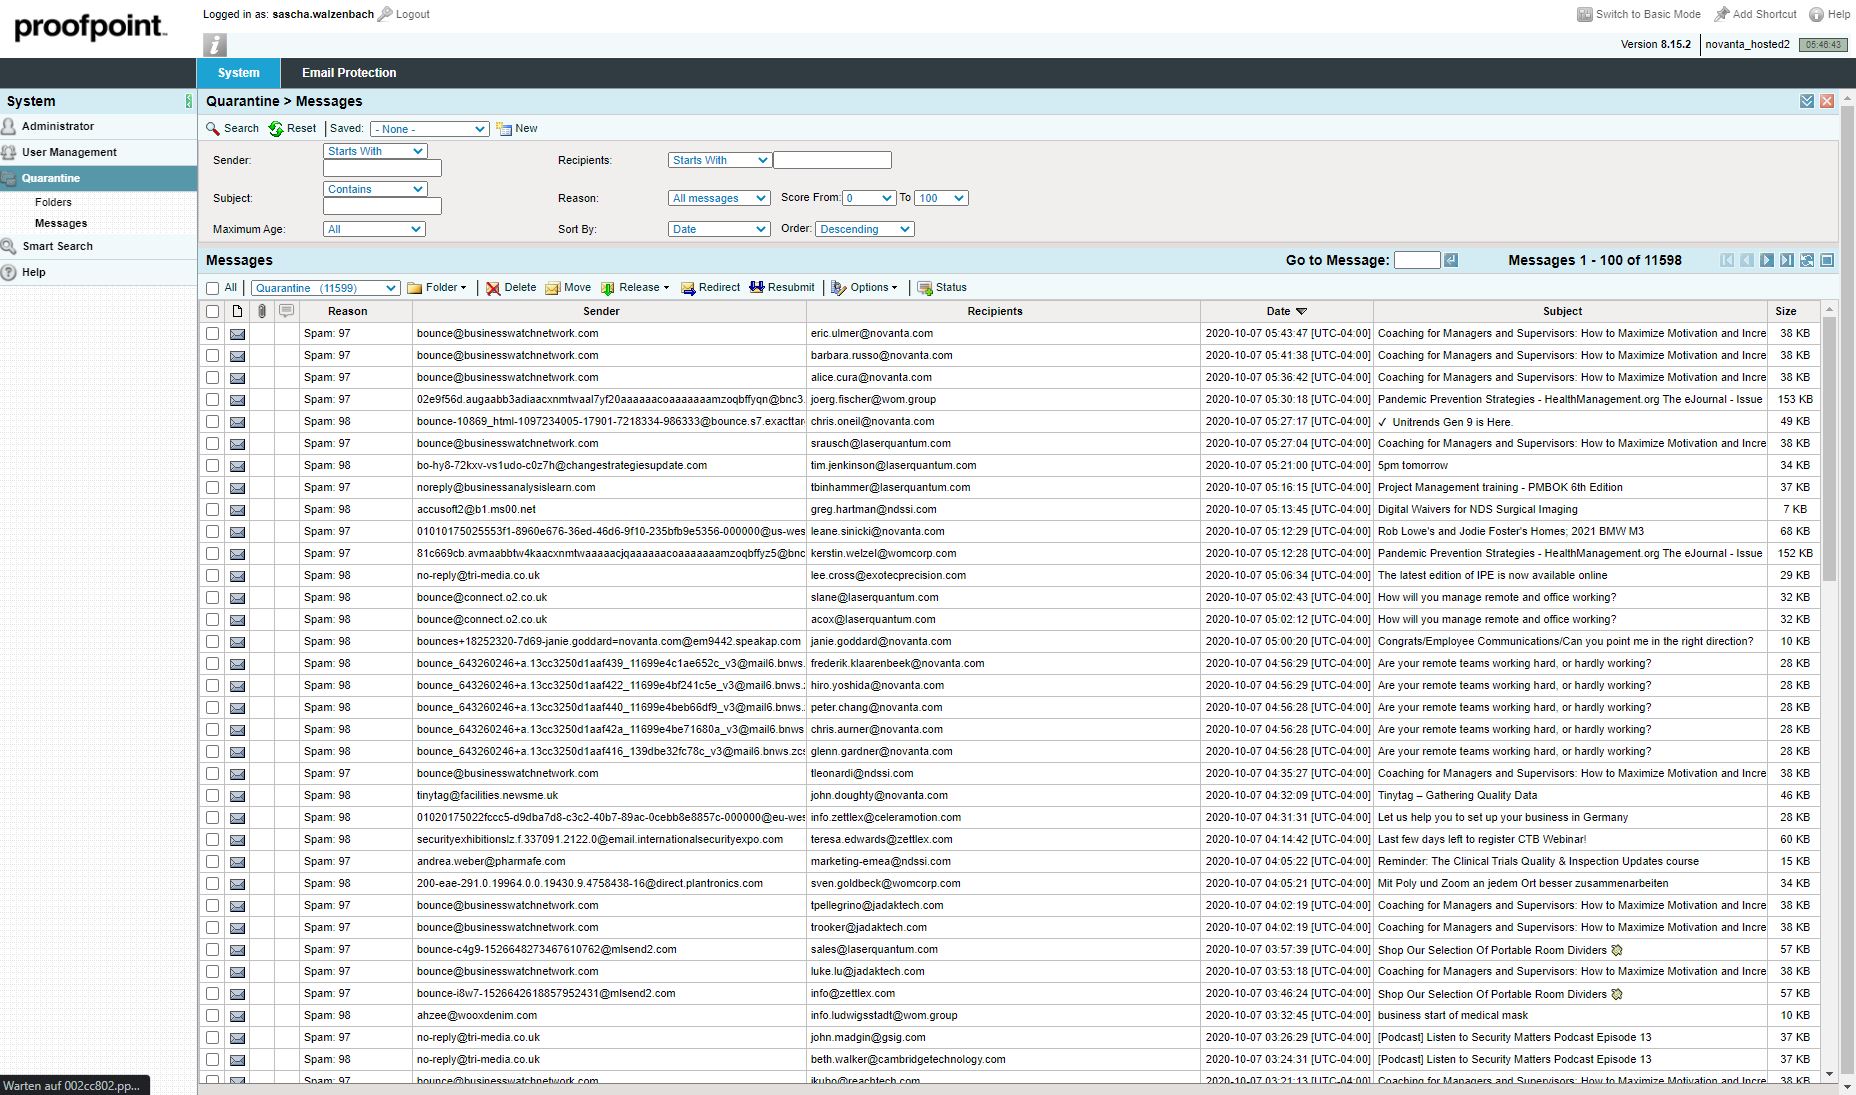 proofpoint
Logged in as: sascha.walzenbach Logout
Switch to Basic Mode Add Shortcut Help
Version 8.15.2 novanta_hosted2 05:46:43
System Email Protection
System
Administrator
User Management
Quarantine
Folders
Messages
Smart Search
Help
Quarantine > Messages
Search Reset Saved: - None - New
Sender: Starts With Recipients: Starts With
Subject: Contains Reason: All messages Score From: 0 To 100
Maximum Age: All Sort By: Date Order: Descending
Messages Go to Message: Messages 1 - 100 of 11598
All Quarantine (11599) Folder Delete Move Release Redirect Resubmit Options Status
Reason Sender Recipients Date Subject Size
Spam: 97 bounce@businesswatchnetwork.com eric.ulmer@novanta.com 2020-10-07 05:43:47 [UTC-04:00] Coaching for Managers and Supervisors: How to Maximize Motivation and Incre 38 KB
Spam: 97 bounce@businesswatchnetwork.com barbara.russo@novanta.com 2020-10-07 05:41:38 [UTC-04:00] Coaching for Managers and Supervisors: How to Maximize Motivation and Incre 38 KB
Spam: 97 bounce@businesswatchnetwork.com alice.cura@novanta.com 2020-10-07 05:36:42 [UTC-04:00] Coaching for Managers and Supervisors: How to Maximize Motivation and Incre 38 KB
Spam: 97 02e9f56d.augaabb3adiaacxnmtwaal7yf20aaaaaacoaaaaaaamzoqbffyqn@bnc3. joerg.fischer@wom.group 2020-10-07 05:30:18 [UTC-04:00] Pandemic Prevention Strategies - HealthManagement.org The eJournal - Issue 153 KB
Spam: 97 bounce-10869_html-1097234005-17901-7218334-986333@bounce.s7.exacttar chris.oneil@novanta.com 2020-10-07 05:27:17 [UTC-04:00] ✓ Unitrends Gen 9 is Here. 49 KB
Spam: 97 bounce@businesswatchnetwork.com srausch@laserquantum.com 2020-10-07 05:27:04 [UTC-04:00] Coaching for Managers and Supervisors: How to Maximize Motivation and Incre 38 KB
Spam: 98 bo-hy8-72kxv-vs1udo-c0z7h@changestrategiesupdate.com tim.jenkinson@laserquantum.com 2020-10-07 05:21:00 [UTC-04:00] 5pm tomorrow 34 KB
Spam: 97 noreply@businessanalysislearn.com tbinhammer@laserquantum.com 2020-10-07 05:16:15 [UTC-04:00] Project Management training - PMBOK 6th Edition 37 KB
Spam: 98 accusoft2@b1.ms00.net greg.hartman@ndssi.com 2020-10-07 05:13:45 [UTC-04:00] Digital Waivers for NDS Surgical Imaging 7 KB
Spam: 97 01010175025553f1-8960e676-36ed-46d6-9f10-235bfb9e5356-000000@us-wes leane.sinicki@novanta.com 2020-10-07 05:12:29 [UTC-04:00] Rob Lowe's and Jodie Foster's Homes; 2021 BMW M3 68 KB
Spam: 97 81c669cb.avmaabbtw4kaacxnmtwaaaaacjqaaaaaacoaaaaaaamzoqbffyz5@bnc kerstin.welzel@womcorp.com 2020-10-07 05:12:28 [UTC-04:00] Pandemic Prevention Strategies - HealthManagement.org The eJournal - Issue 152 KB
Spam: 98 no-reply@tri-media.co.uk lee.cross@exotecprecision.com 2020-10-07 05:06:34 [UTC-04:00] The latest edition of IPE is now available online 29 KB
Spam: 98 bounce@connect.o2.co.uk slane@laserquantum.com 2020-10-07 05:02:43 [UTC-04:00] How will you manage remote and office working? 32 KB
Spam: 98 bounce@connect.o2.co.uk acox@laserquantum.com 2020-10-07 05:02:12 [UTC-04:00] How will you manage remote and office working? 32 KB
Spam: 98 bounces+18252320-7d69-janie.goddard=novanta.com@em9442.speakap.com janie.goddard@novanta.com 2020-10-07 05:00:20 [UTC-04:00] Congrats/Employee Communications/Can you point me in the right direction? 10 KB
Spam: 98 bounce_643260246+a.13cc3250d1aaf439_11699e4c1ae652c_v3@mail6.bnws. frederik.klaarenbeek@novanta.com 2020-10-07 04:56:29 [UTC-04:00] Are your remote teams working hard, or hardly working? 28 KB
Spam: 98 bounce_643260246+a.13cc3250d1aaf422_11699e4bf241c5e_v3@mail6.bnws. hiro.yoshida@novanta.com 2020-10-07 04:56:29 [UTC-04:00] Are your remote teams working hard, or hardly working? 28 KB
Spam: 98 bounce_643260246+a.13cc3250d1aaf440_11699e4beb66df9_v3@mail6.bnws. peter.chang@novanta.com 2020-10-07 04:56:28 [UTC-04:00] Are your remote teams working hard, or hardly working? 28 KB
Spam: 98 bounce_643260246+a.13cc3250d1aaf42a_11699e4be71680a_v3@mail6.bnws chris.aumer@novanta.com 2020-10-07 04:56:28 [UTC-04:00] Are your remote teams working hard, or hardly working? 28 KB
Spam: 98 bounce_643260246+a.13cc3250d1aaf416_139dbe32fc78c_v3@mail6.bnws.zcs glenn.gardner@novanta.com 2020-10-07 04:56:28 [UTC-04:00] Are your remote teams working hard, or hardly working? 28 KB
Spam: 97 bounce@businesswatchnetwork.com tleonardi@ndssi.com 2020-10-07 04:35:27 [UTC-04:00] Coaching for Managers and Supervisors: How to Maximize Motivation and Incre 38 KB
Spam: 98 tinytag@facilities.newsme.uk john.doughty@novanta.com 2020-10-07 04:32:09 [UTC-04:00] Tinytag – Gathering Quality Data 46 KB
Spam: 98 01020175022fccc5-d9dba7d8-c3c2-40b7-89ac-0cebb8e8857c-000000@eu-wes info.zettlex@celeramotion.com 2020-10-07 04:31:31 [UTC-04:00] Let us help you to set up your business in Germany 28 KB
Spam: 98 securityexhibitionslz.f.337091.2122.0@email.internationalsecurityexpo.com teresa.edwards@zettlex.com 2020-10-07 04:14:42 [UTC-04:00] Last few days left to register CTB Webinar! 60 KB
Spam: 97 andrea.weber@pharmafe.com marketing-emea@ndssi.com 2020-10-07 04:05:22 [UTC-04:00] Reminder: The Clinical Trials Quality & Inspection Updates course 15 KB
Spam: 98 200-eae-291.0.19964.0.0.19430.9.4758438-16@direct.plantronics.com sven.goldbeck@womcorp.com 2020-10-07 04:05:21 [UTC-04:00] Mit Poly und Zoom an jedem Ort besser zusammenarbeiten 34 KB
Spam: 97 bounce@businesswatchnetwork.com tpellegrino@jadaktech.com 2020-10-07 04:02:19 [UTC-04:00] Coaching for Managers and Supervisors: How to Maximize Motivation and Incre 38 KB
Spam: 97 bounce@businesswatchnetwork.com trooker@jadaktech.com 2020-10-07 04:02:19 [UTC-04:00] Coaching for Managers and Supervisors: How to Maximize Motivation and Incre 38 KB
Spam: 97 bounce-c4g9-1526648273467610762@mlsend2.com sales@laserquantum.com 2020-10-07 03:57:39 [UTC-04:00] Shop Our Selection Of Portable Room Dividers 57 KB
Spam: 97 bounce@businesswatchnetwork.com luke.lu@jadaktech.com 2020-10-07 03:53:18 [UTC-04:00] Coaching for Managers and Supervisors: How to Maximize Motivation and Incre 38 KB
Spam: 97 bounce-i8w7-1526642618857952431@mlsend2.com info@zettlex.com 2020-10-07 03:46:24 [UTC-04:00] Shop Our Selection Of Portable Room Dividers 57 KB
Spam: 98 ahzee@wooxdenim.com info.ludwigsstadt@wom.group 2020-10-07 03:32:45 [UTC-04:00] business start of medical mask 10 KB
Spam: 97 no-reply@tri-media.co.uk john.madgin@gsig.com 2020-10-07 03:26:29 [UTC-04:00] [Podcast] Listen to Security Matters Podcast Episode 13 37 KB
Spam: 98 no-reply@tri-media.co.uk beth.walker@cambridgetechnology.com 2020-10-07 03:24:31 [UTC-04:00] [Podcast] Listen to Security Matters Podcast Episode 13 37 KB
Spam: 97 bounce@businesswatchnetwork.com ikubo@reachtech.com 2020-10-07 03:21:13 [UTC-04:00] Coaching for Managers and Supervisors: How to Maximize Motivation and Incre 38 KB
Warten auf 002cc802.pp...